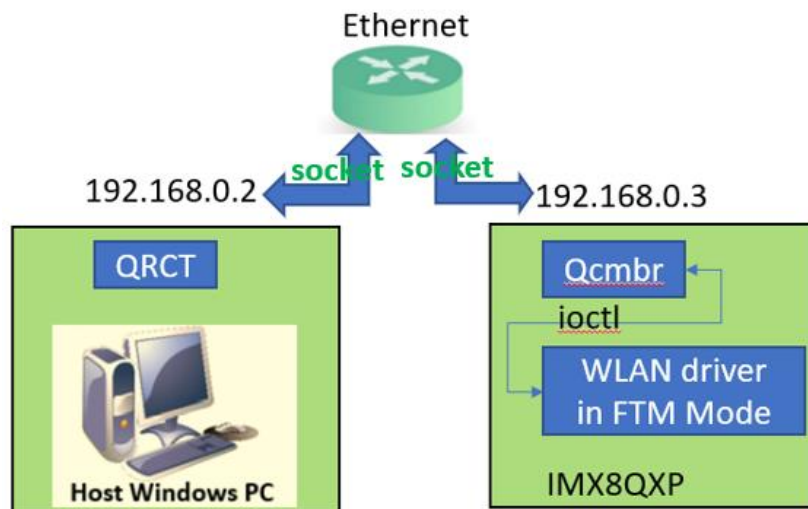 Ethernet
socket socket
192.168.0.2
192.168.0.3
QRCT
Qcmbr
ioctl
WLAN driver
in FTM Mode
Host Windows PC
IMX8QXP